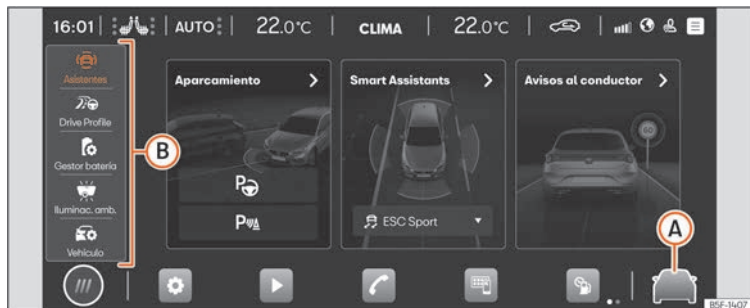 16:01 AUTO 22.0°C CLIMA 22.0°C
Asistentes
Drive Profile
Gestor batería
Iluminac. amb.
Vehículo
B
Aparcamiento
P
P
Smart Assistants
ESC Sport
Avisos al conductor
60
A
BSF-1407